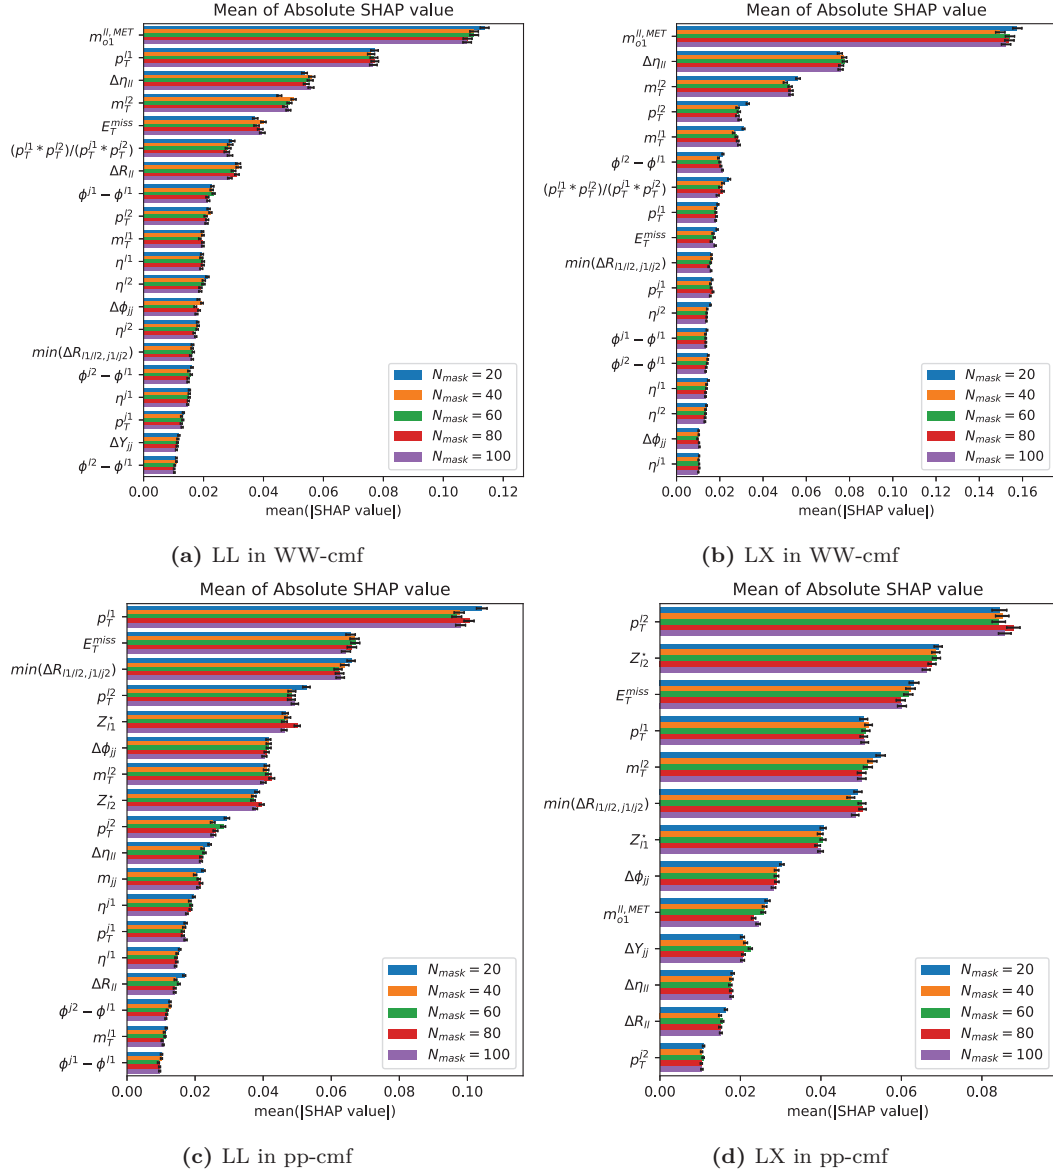 Mean of Absolute SHAP value
m_{o1}^{ll,MET}
p_T^{l1}
Δη_{ll}
m_T^{l2}
E_T^{miss}
(p_T^{l1} * p_T^{l2})/(p_T^{j1} * p_T^{j2})
ΔR_{ll}
ϕ^{j1} − ϕ^{l1}
p_T^{l2}
m_T^{l1}
η^{l1}
η^{l2}
Δϕ_{jj}
η^{j2}
min(ΔR_{l1/l2, j1/j2})
ϕ^{j2} − ϕ^{l1}
η^{j1}
p_T^{j1}
ΔY_{jj}
ϕ^{l2} − ϕ^{l1}
N_{mask} = 20
N_{mask} = 40
N_{mask} = 60
N_{mask} = 80
N_{mask} = 100
0.00 0.02 0.04 0.06 0.08 0.10 0.12
mean(|SHAP value|)
(a) LL in WW-cmf
Mean of Absolute SHAP value
m_{o1}^{ll,MET}
Δη_{ll}
m_T^{l2}
p_T^{l2}
m_T^{l1}
ϕ^{l2} − ϕ^{l1}
(p_T^{l1} * p_T^{l2})/(p_T^{j1} * p_T^{j2})
p_T^{l1}
E_T^{miss}
min(ΔR_{l1/l2, j1/j2})
p_T^{j1}
η^{j2}
ϕ^{j1} − ϕ^{l1}
ϕ^{j2} − ϕ^{l1}
η^{l1}
η^{l2}
Δϕ_{jj}
η^{j1}
N_{mask} = 20
N_{mask} = 40
N_{mask} = 60
N_{mask} = 80
N_{mask} = 100
0.00 0.02 0.04 0.06 0.08 0.10 0.12 0.14 0.16
mean(|SHAP value|)
(b) LX in WW-cmf
Mean of Absolute SHAP value
p_T^{l1}
E_T^{miss}
min(ΔR_{l1/l2, j1/j2})
p_T^{l2}
Z_{l1}^*
Δϕ_{jj}
m_T^{l2}
Z_{l2}^*
p_T^{j2}
Δη_{ll}
m_{jj}
η^{j1}
p_T^{j1}
η^{l1}
ΔR_{ll}
ϕ^{j2} − ϕ^{l1}
m_T^{l1}
ϕ^{j1} − ϕ^{l1}
N_{mask} = 20
N_{mask} = 40
N_{mask} = 60
N_{mask} = 80
N_{mask} = 100
0.00 0.02 0.04 0.06 0.08 0.10
mean(|SHAP value|)
(c) LL in pp-cmf
Mean of Absolute SHAP value
p_T^{l2}
Z_{l2}^*
E_T^{miss}
p_T^{l1}
m_T^{l2}
min(ΔR_{l1/l2, j1/j2})
Z_{l1}^*
Δϕ_{jj}
m_{o1}^{ll,MET}
ΔY_{jj}
Δη_{ll}
ΔR_{ll}
p_T^{j2}
N_{mask} = 20
N_{mask} = 40
N_{mask} = 60
N_{mask} = 80
N_{mask} = 100
0.00 0.02 0.04 0.06 0.08
mean(|SHAP value|)
(d) LX in pp-cmf